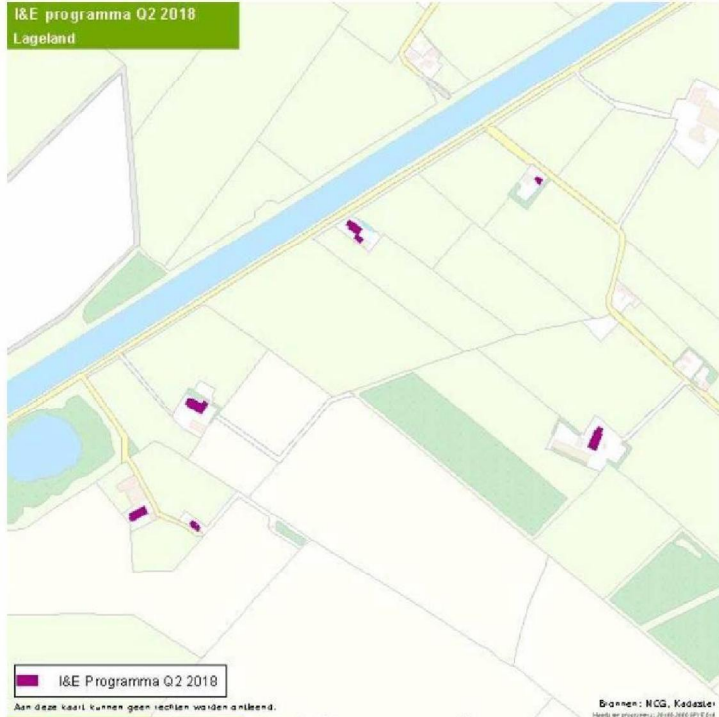 I&E programma Q2 2018
Lageland
I&E Programma Q2 2018
Aan deze kaart kunnen geen rechten worden ontleend.
Bronnen: NCG, Kadaster